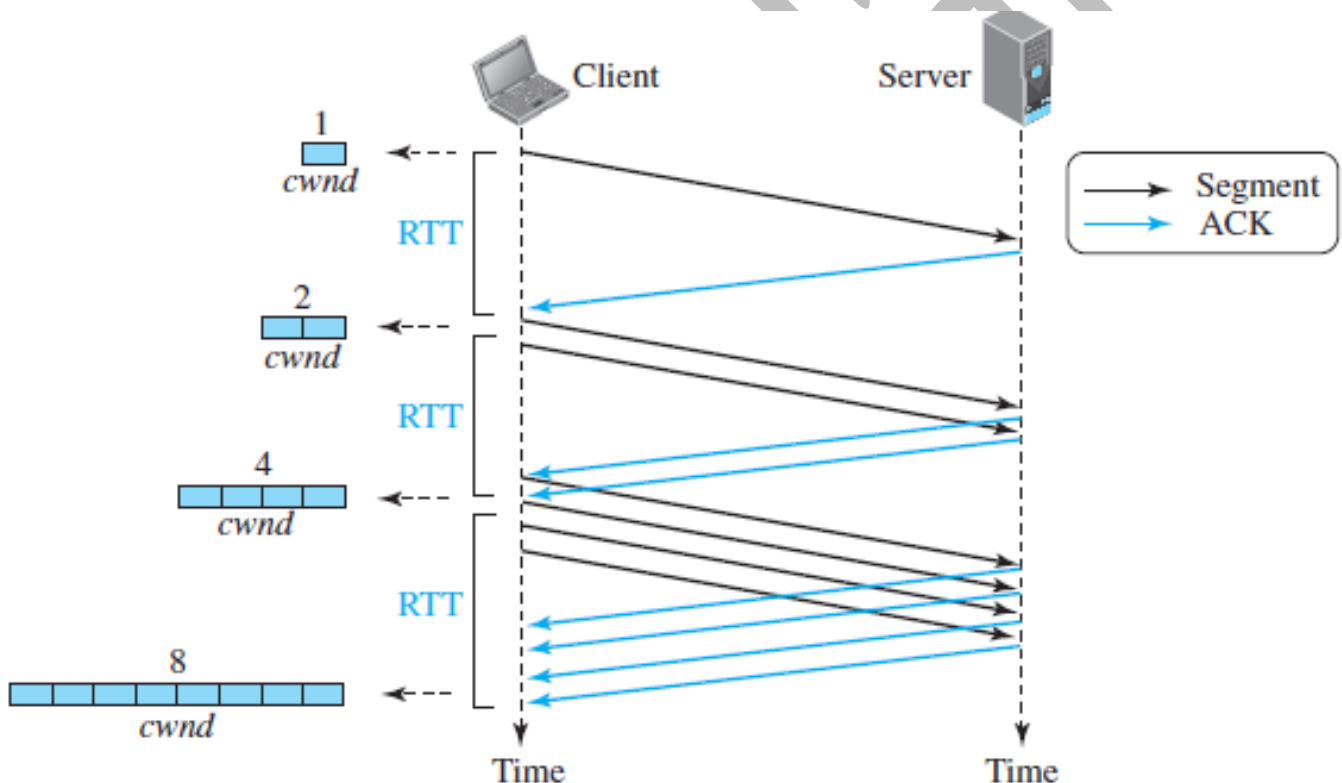 Client
Server
1
cwnd
Segment
ACK
RTT
2
cwnd
RTT
4
cwnd
RTT
8
cwnd
Time
Time